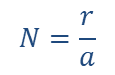 N = r/a